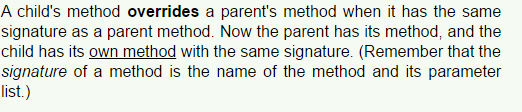 A child's method overrides a parent's method when it has the same
signature as a parent method. Now the parent has its method, and the
child has its own method with the same signature. (Remember that the
signature of a method is the name of the method and its parameter
list.)